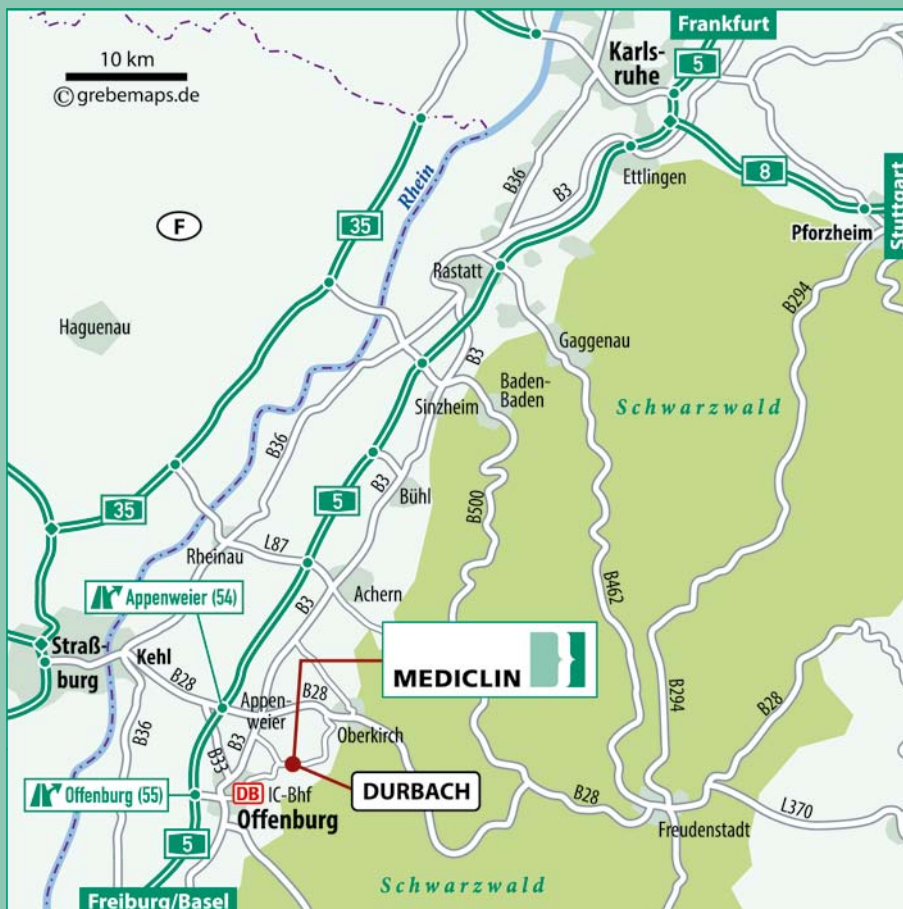 Frankfurt
10 km
© grebemaps.de
Karls-
ruhe
5
B36
B3
Ettlingen
8
Stuttgart
Pforzheim
Rhein
35
F
Rastatt
B294
Haguenau
Gaggenau
B3
Baden-
Baden
Sinzheim
Schwarzwald
B36
5
B3
Bühl
B500
35
Rheinau
L87
B462
Appenweier (54)
Achern
B3
Straß-
burg
Kehl
MEDICLIN
B28
B28
B294
B28
Appen-
weier
Oberkirch
B36
B33
B3
Offenburg (55)
DB IC-Bhf
Offenburg
DURBACH
B28
L370
Freudenstadt
5
Schwarzwald
Freiburg/Basel